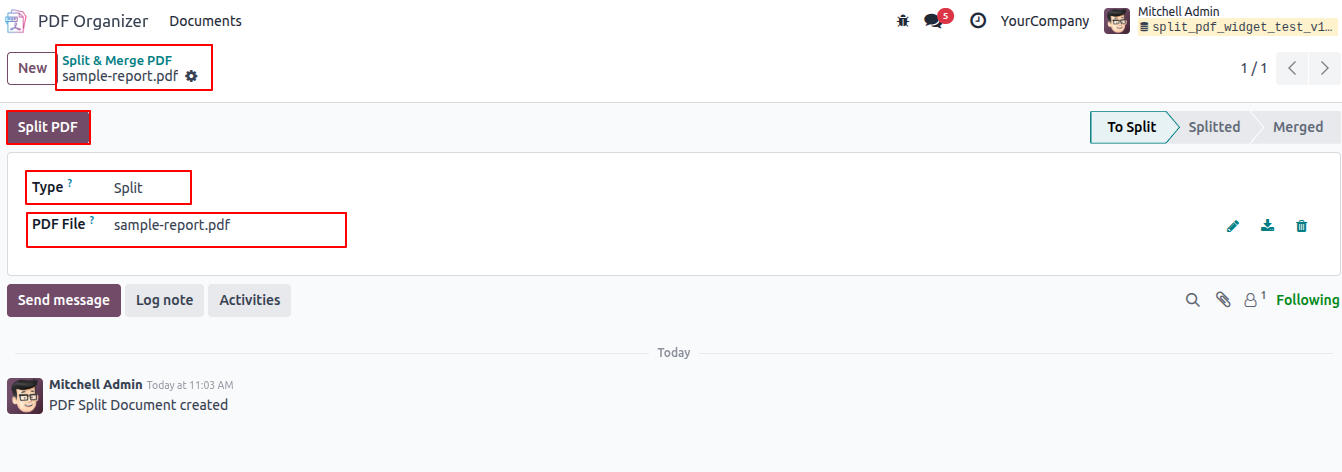 PDF Organizer Documents 5 YourCompany Mitchell Admin
split_pdf_widget_test_v1...
New Split & Merge PDF
sample-report.pdf 1 / 1
Split PDF To Split Splitted Merged
Type ? Split
PDF File ? sample-report.pdf
Send message Log note Activities 1 Following
Today
Mitchell Admin Today at 11:03 AM
PDF Split Document created